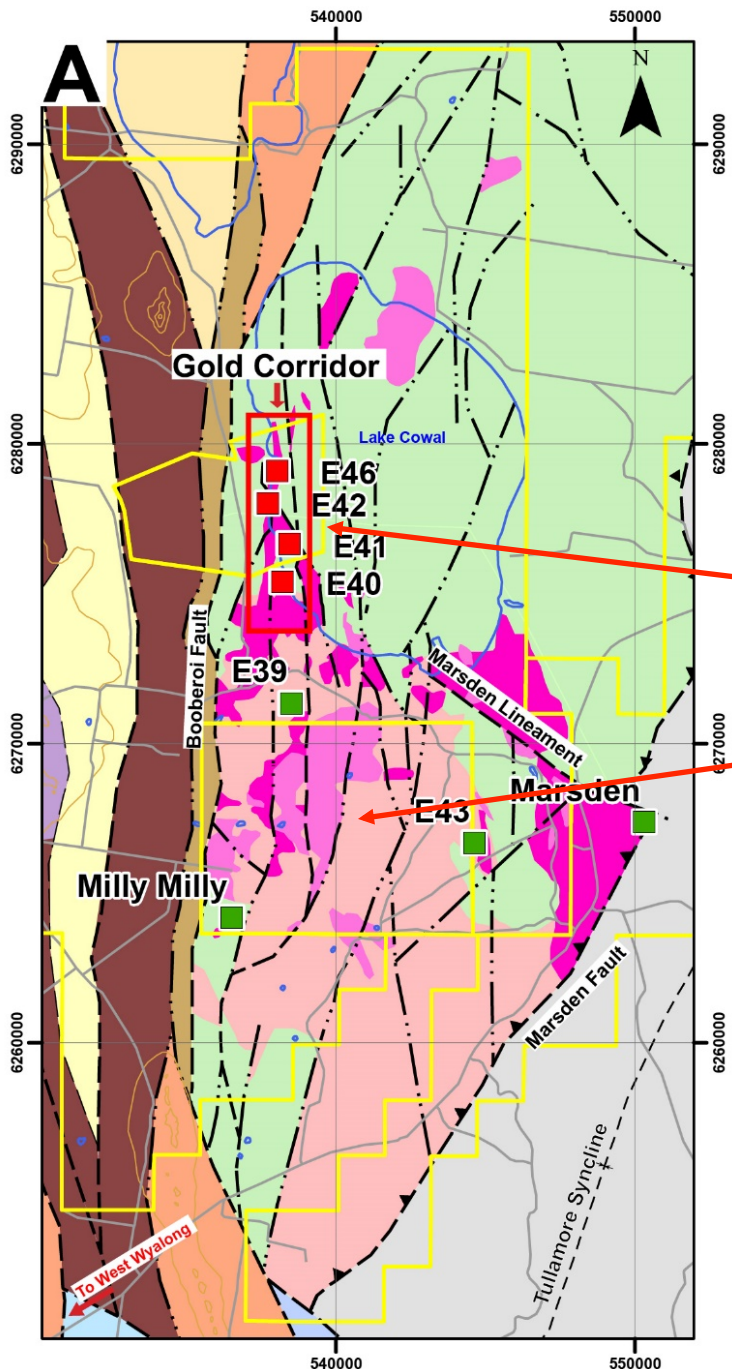 540000
550000
A
N
6290000
6290000
Gold Corridor
Lake Cowal
6280000
6280000
E46
E42
E41
E40
Booberoi Fault
E39
Marsden Lineament
6270000
6270000
Marsden
E43
Milly Milly
Marsden Fault
6260000
6260000
Tullamore Syncline
To West Wyalong
540000
550000